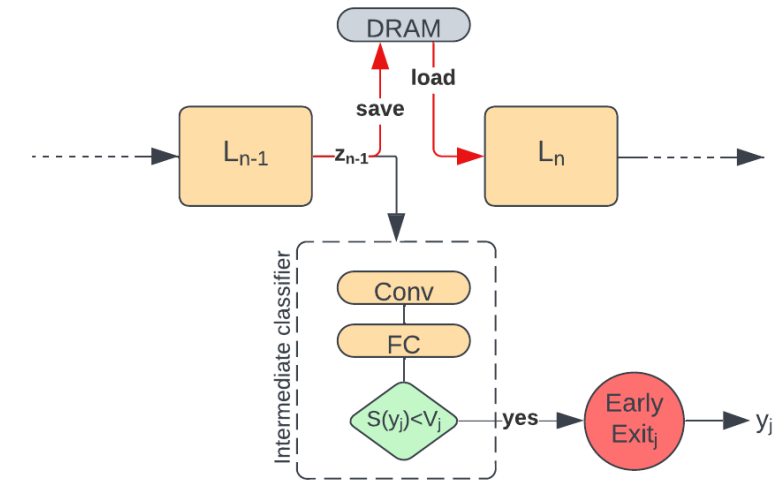 DRAM
load
save
Ln-1
zn-1
Ln
Intermediate classifier
Conv
FC
S(yj)<Vj
yes
Early
Exitj
yj